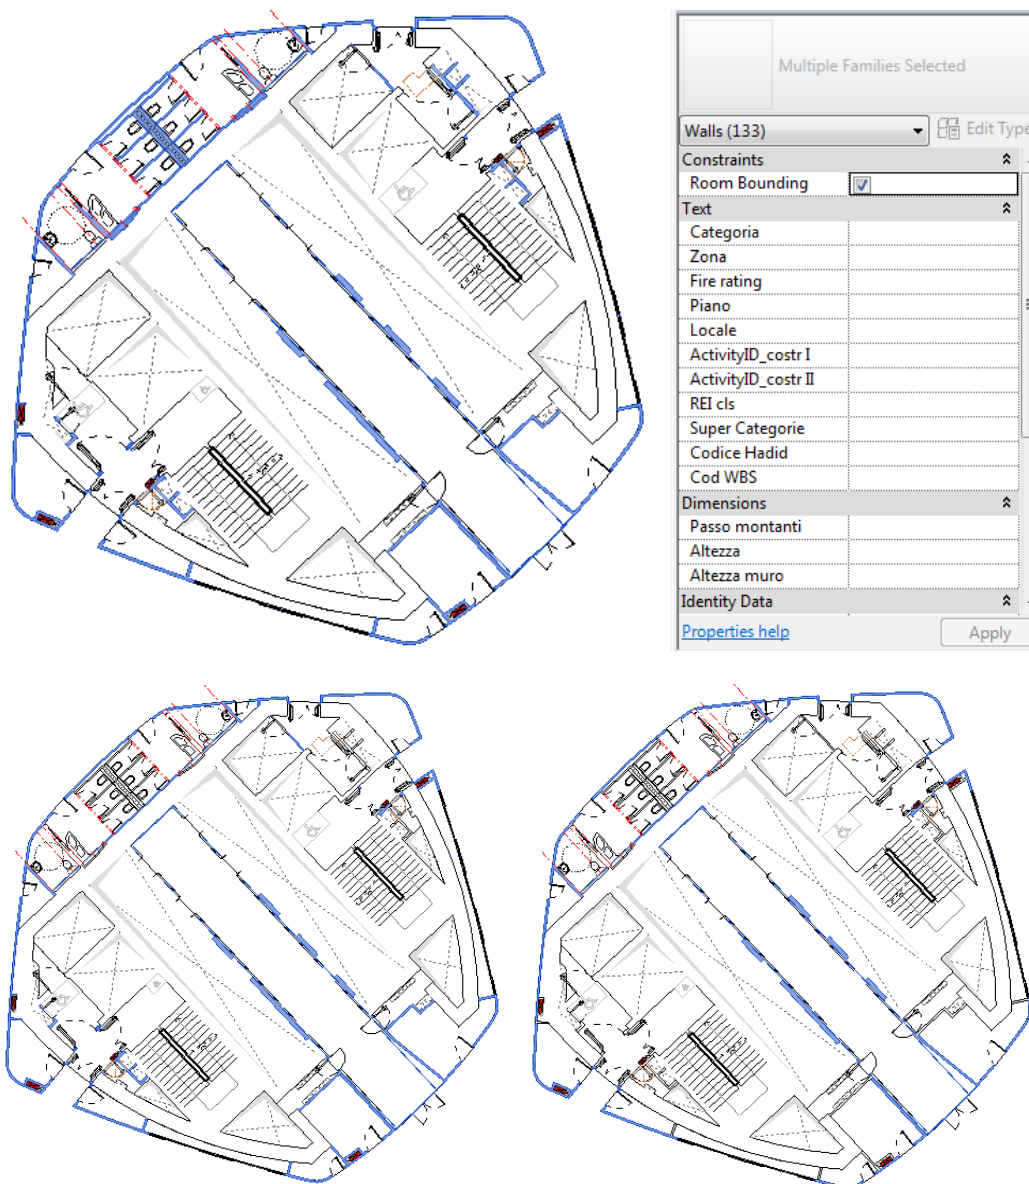 Multiple Families Selected
Walls (133)
Edit Type
Constraints
Room Bounding
Text
Categoria
Zona
Fire rating
Piano
Locale
ActivityID_costr I
ActivityID_costr II
REI cls
Super Categorie
Codice Hadid
Cod WBS
Dimensions
Passo montanti
Altezza
Altezza muro
Identity Data
Properties help
Apply